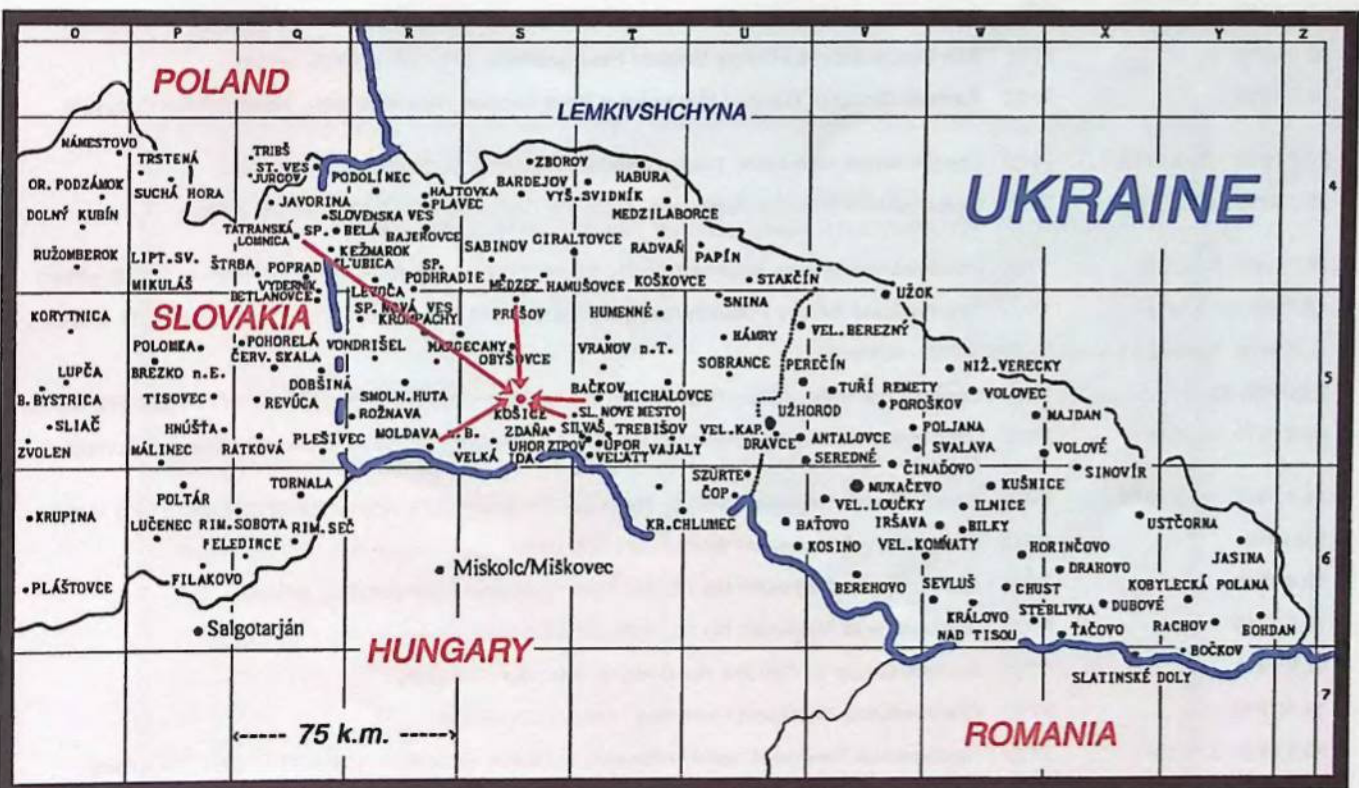 O P Q R S T U V W X Y Z
POLAND
LEMKIVSHCHYNA
UKRAINE
4
NÁMESTOVO
TRSTENÁ
SUCHÁ HORA
OR. PODZÁMOK
DOLNÝ KUBÍN
RUŽOMBEROK
LIPT.SV.
MIKULÁŠ
TRIBŠ
ST. VES
JURGOV
JAVORINA
PODOLÍNEC
SLOVENSKA VES
SP. BELÁ
TATRANSKÁ
LOMNICA
KEŽMAROK
ĽUBICA
ŠTRBA
POPRAD
VYDERNÍK
BETLANOVCE
LEVOČA
HAJTOVKA
PLAVEC
HAJEROVCE
SP.
PODHRADIE
SABINOV
ZBOROV
BARDEJOV
VYŠ.SVIDNÍK
GIRALTOVCE
HABURA
MEDZILABORCE
RADVAŇ
PAPÍN
KOŠKOVCE
MEDZEF
HAMUŠOVCE
STAKČÍN
SNINA
UŽOK
SLOVAKIA
5
KORYTNICA
POLOMKA
POHORELÁ
ČERV. SKALA
SP. NOVÁ VES
KROMPACHY
VONDRIŠEL
MARGECANY
PREŠOV
OBYŠOVCE
HUMENNÉ
VRANOV n.T.
HÁMRY
SOBRANCE
VEL.BEREZNÝ
PEREČÍN
NIŽ.VERECKY
LUPČA
BREZKO n.E.
B. BYSTRICA
TISOVEC
DOBŠINÁ
REVÚCA
SMOLN.HUTA
ROŽNAVA
KOŠICE
BAČKOV
MICHALOVCE
TUŘÍ REMETY
POROŠKOV
VOLOVEC
MAJDAN
SLIAČ
HNÚŠŤA
ZVOLEN
MÁLINEC
RATKOVÁ
PLEŠIVEC
MOLDAVA n.B.
VELKÁ IDA
ZDAŇA
SILVAŠ
SL.NOVE MESTO
UHOR
ZIPOV
ÚPOR
TREBIŠOV
VELATY
VAJALY
VEL.KAP.
UŽHOROD
DRAVCE
ANTALOVCE
SEREDNÉ
POLJANA
SVALAVA
VOLOVÉ
SINOVÍR
6
POLTÁR
TORNALA
KRUPINA
LUČENEC
RIM.SOBOTA
RIM. SEČ
FELEDINCE
PLÁŠTOVCE
FILAKOVO
Salgotarján
Miskolc/Miškovec
KR.CHLUMEC
SZÜRTE
ČOP
ČINAĎOVO
MUKAČEVO
KUŠNICE
VEL.LOUČKY
ILMICE
BAŤOVO
IRŠAVA
BILKY
USTČORNA
JASINA
KOSINO
VEL.KOMŇATY
HORINČOVO
DRAHOVO
BEREHOVO
SEVLUŠ
CHUST
KOBYLECKÁ POLANA
STEBLIVKA
DUBOVÉ
KRÁLOVO
NAD TISOU
ŤAČOVO
RACHOV
BOHDAN
BOČKOV
SLATINSKÉ DOLY
HUNGARY
ROMANIA
7
75 k.m.